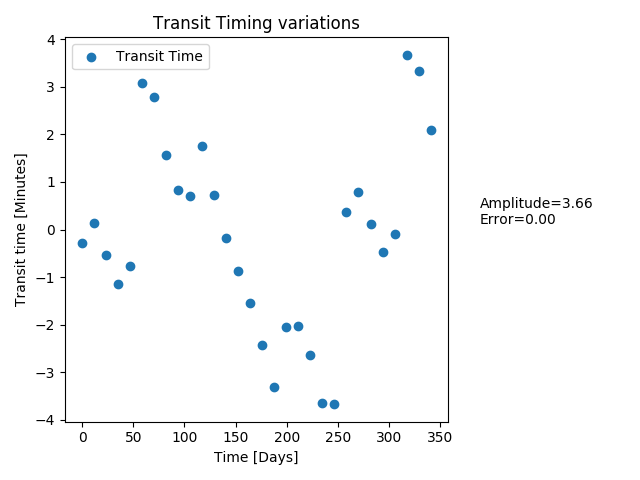 Transit Timing variations
Transit Time
Transit time [Minutes]
4
3
2
1
0
−1
−2
−3
−4
0
50
100
150
200
250
300
350
Time [Days]
Amplitude=3.66
Error=0.00